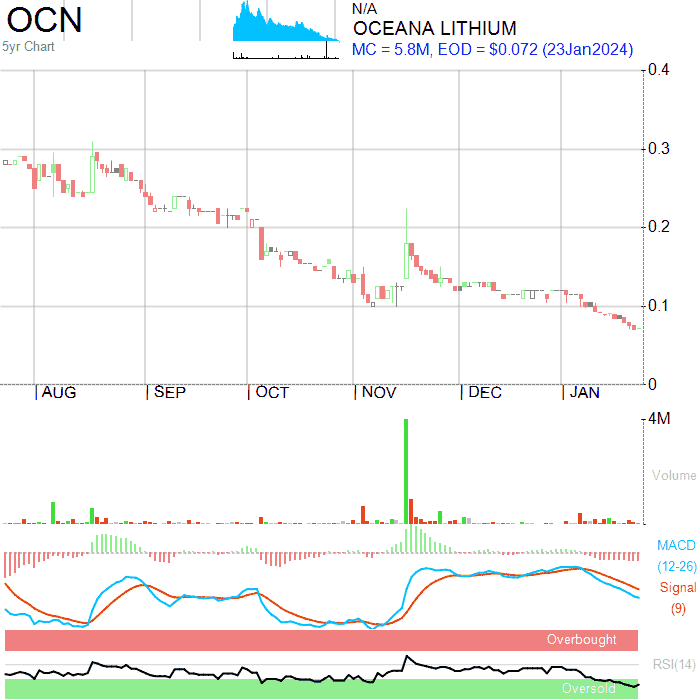 OCN
5yr Chart
N/A
OCEANA LITHIUM
MC = 5.8M, EOD = $0.072 (23Jan2024)
0.4
0.3
0.2
0.1
0
AUG SEP OCT NOV DEC JAN
4M
Volume
MACD
(12-26)
Signal
(9)
Overbought
RSI(14)
Oversold